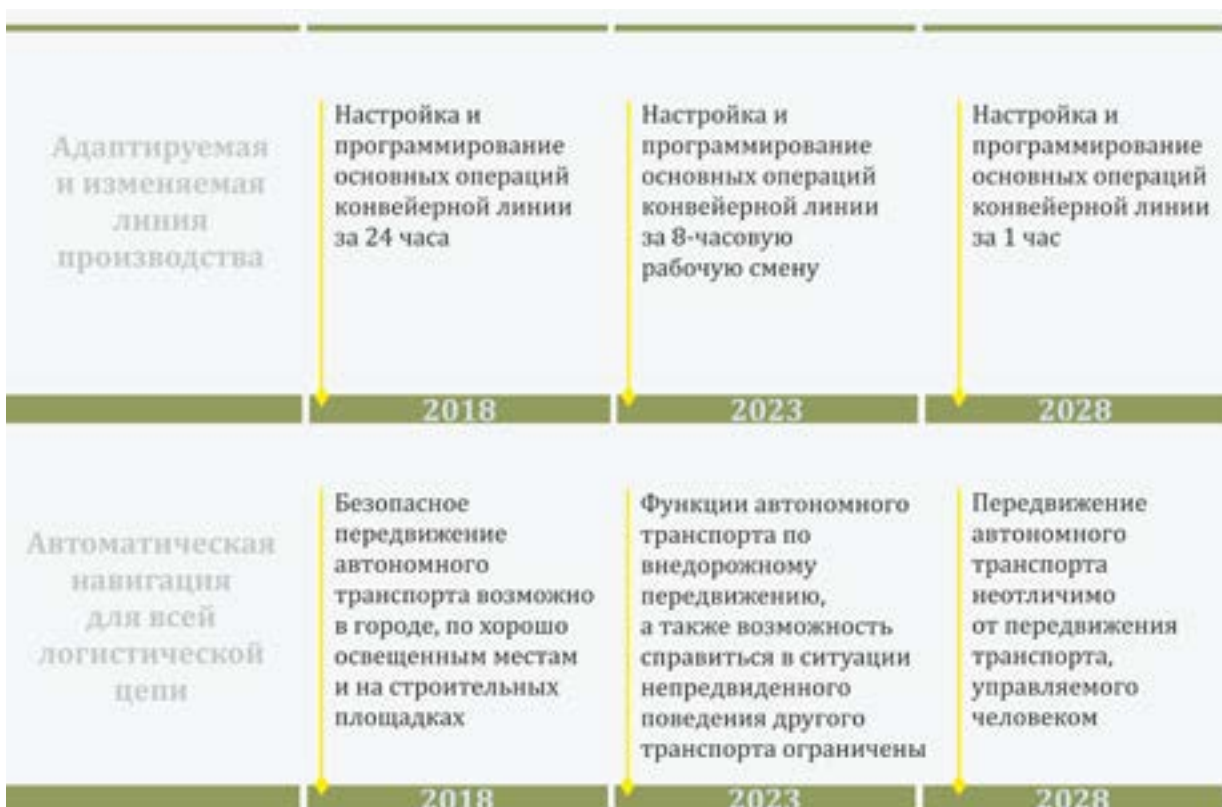 Адаптируемая
и изменяемая
линия
производства
Настройка и
программирование
основных операций
конвейерной линии
за 24 часа
Настройка и
программирование
основных операций
конвейерной линии
за 8-часовую
рабочую смену
Настройка и
программирование
основных операций
конвейерной линии
за 1 час
2018
2023
2028
Автоматическая
навигация
для всей
логистической
цепи
Безопасное
передвижение
автономного
транспорта возможно
в городе, по хорошо
освещенным местам
и на строительных
площадках
Функции автономного
транспорта по
внедорожному
передвижению,
а также возможность
справиться в ситуации
непредвиденного
поведения другого
транспорта ограничены
Передвижение
автономного
транспорта
неотличимо
от передвижения
транспорта,
управляемого
человеком
2018
2023
2028